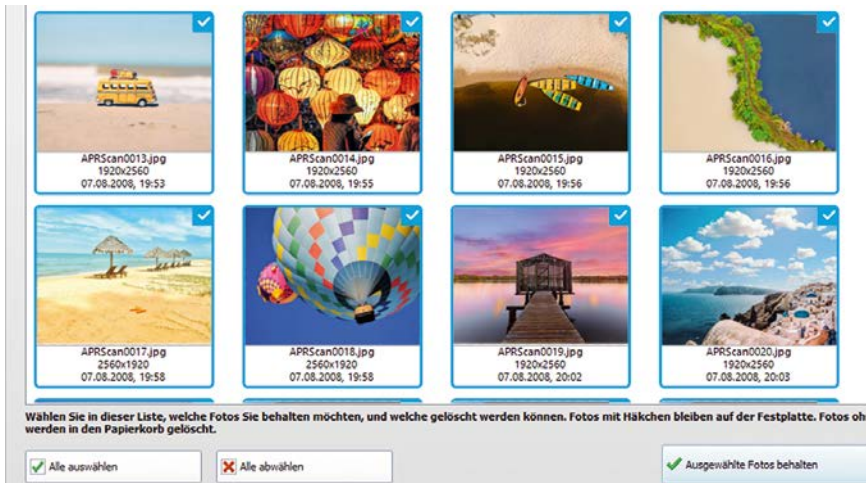 APRScan0013.jpg
1920x2560
07.08.2008, 19:53
APRScan0014.jpg
1920x2560
07.08.2008, 19:55
APRScan0015.jpg
1920x2560
07.08.2008, 19:56
APRScan0016.jpg
1920x2560
07.08.2008, 19:56
APRScan0017.jpg
2560x1920
07.08.2008, 19:58
APRScan0018.jpg
2560x1920
07.08.2008, 19:58
APRScan0019.jpg
1920x2560
07.08.2008, 20:02
APRScan0020.jpg
1920x2560
07.08.2008, 20:03
Wählen Sie in dieser Liste, welche Fotos Sie behalten möchten, und welche gelöscht werden können. Fotos mit Häkchen bleiben auf der Festplatte. Fotos oh
werden in den Papierkorb gelöscht.
Alle auswählen
Alle abwählen
Ausgewählte Fotos behalten